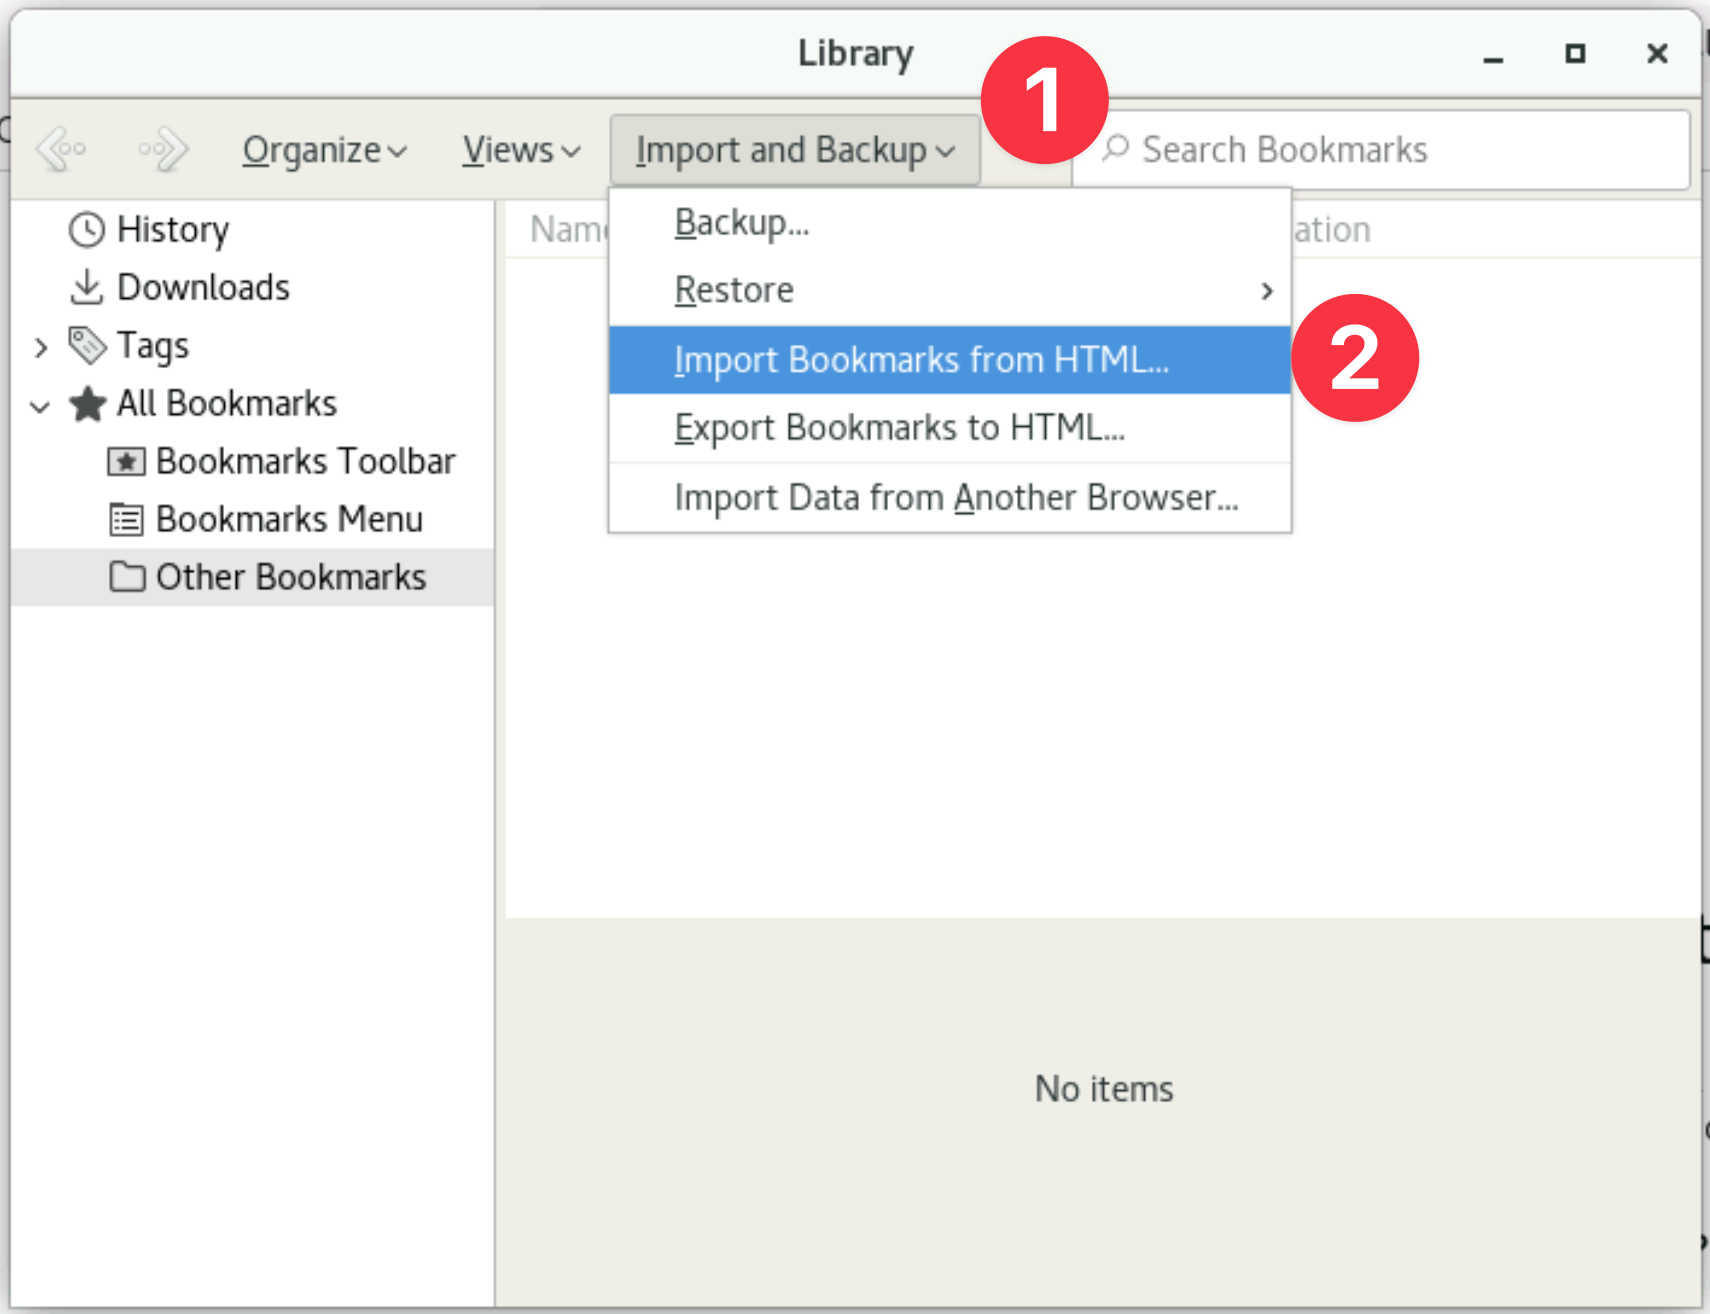 Library
1
Organize
Views
Import and Backup
Search Bookmarks
History
Downloads
Tags
All Bookmarks
Bookmarks Toolbar
Bookmarks Menu
Other Bookmarks
Backup...
Restore
Import Bookmarks from HTML...
2
Export Bookmarks to HTML...
Import Data from Another Browser...
No items